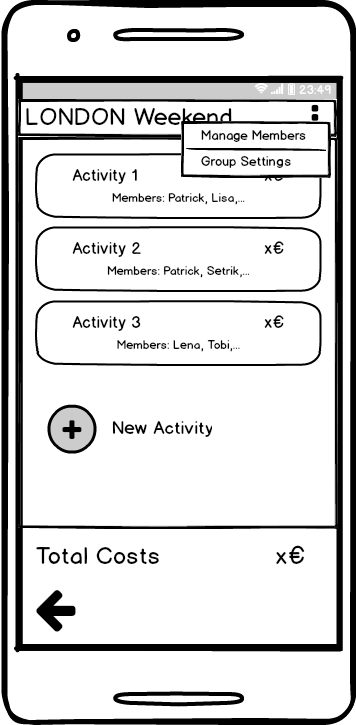 23:49
LONDON Weekend
Manage Members
Group Settings
Activity 1 x€
Members: Patrick, Lisa,...
Activity 2 x€
Members: Patrick, Setrik,...
Activity 3 x€
Members: Lena, Tobi,...
New Activity
Total Costs x€